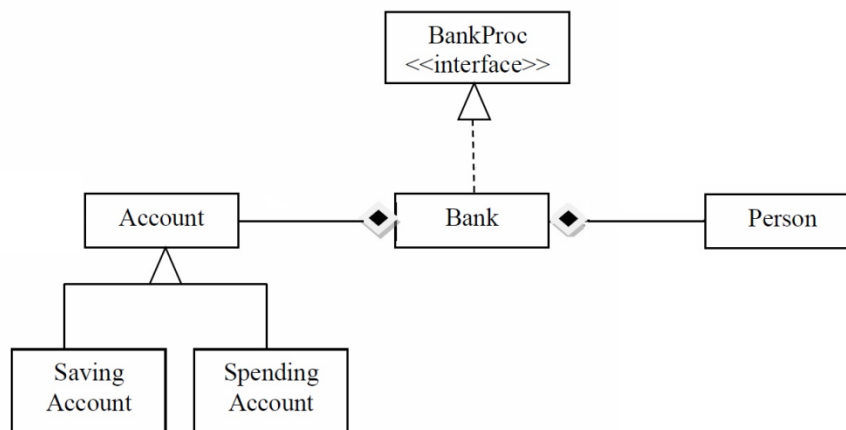 BankProc
<<interface>>
Account
Bank
Person
Saving
Account
Spending
Account